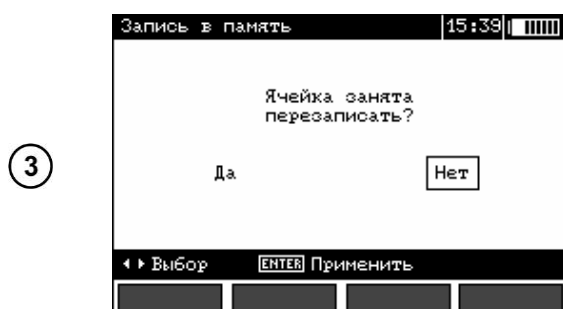 Запись в память 15:39
Ячейка занята
перезаписать?
3
Да Нет
Выбор ENTER Применить